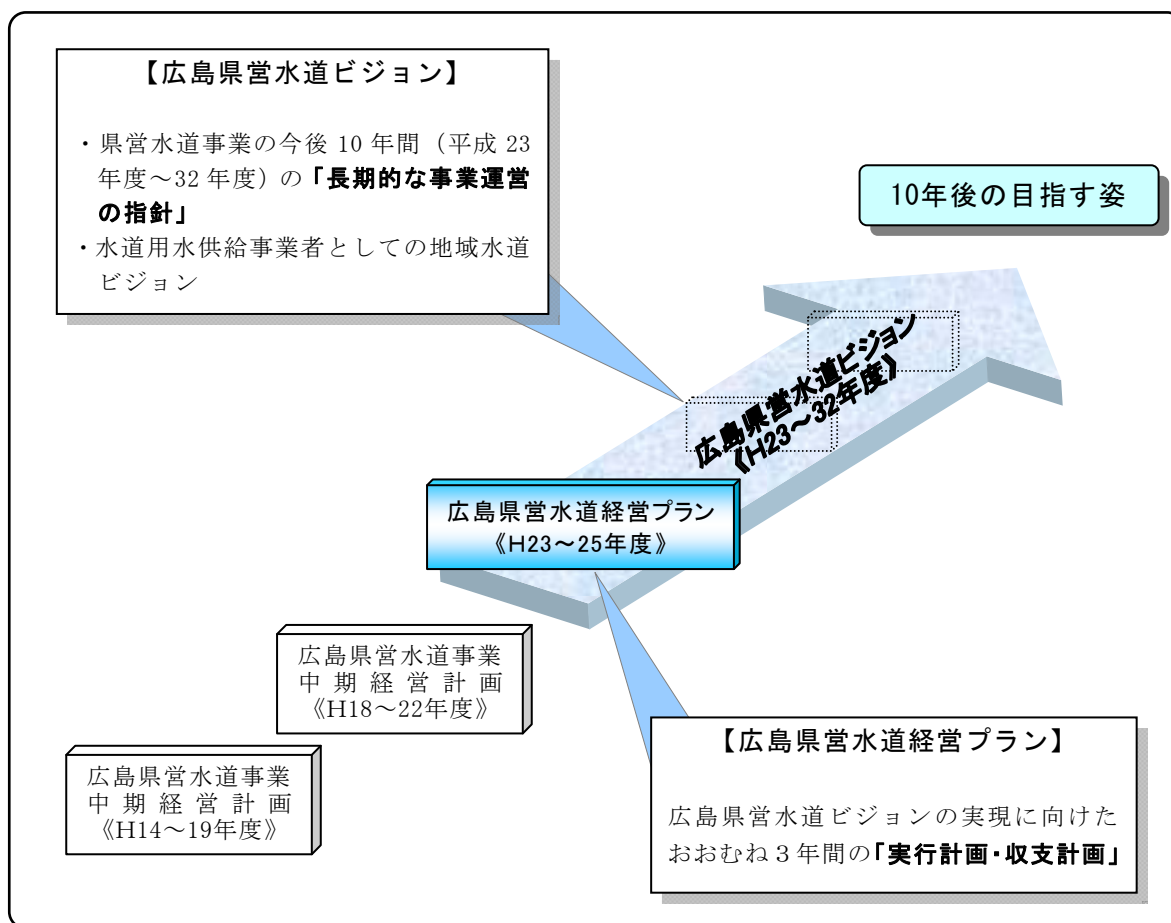 【広島県営水道ビジョン】
・県営水道事業の今後 10 年間（平成 23
年度～32 年度）の「長期的な事業運営
の指針」
・水道用水供給事業者としての地域水道
ビジョン
10年後の目指す姿
広島県営水道ビジョン
《H23～32年度》
広島県営水道経営プラン
《H23～25年度》
広島県営水道事業
中期経営計画
《H18～22年度》
広島県営水道事業
中期経営計画
《H14～19年度》
【広島県営水道経営プラン】
広島県営水道ビジョンの実現に向けた
おおむね３年間の「実行計画・収支計画」